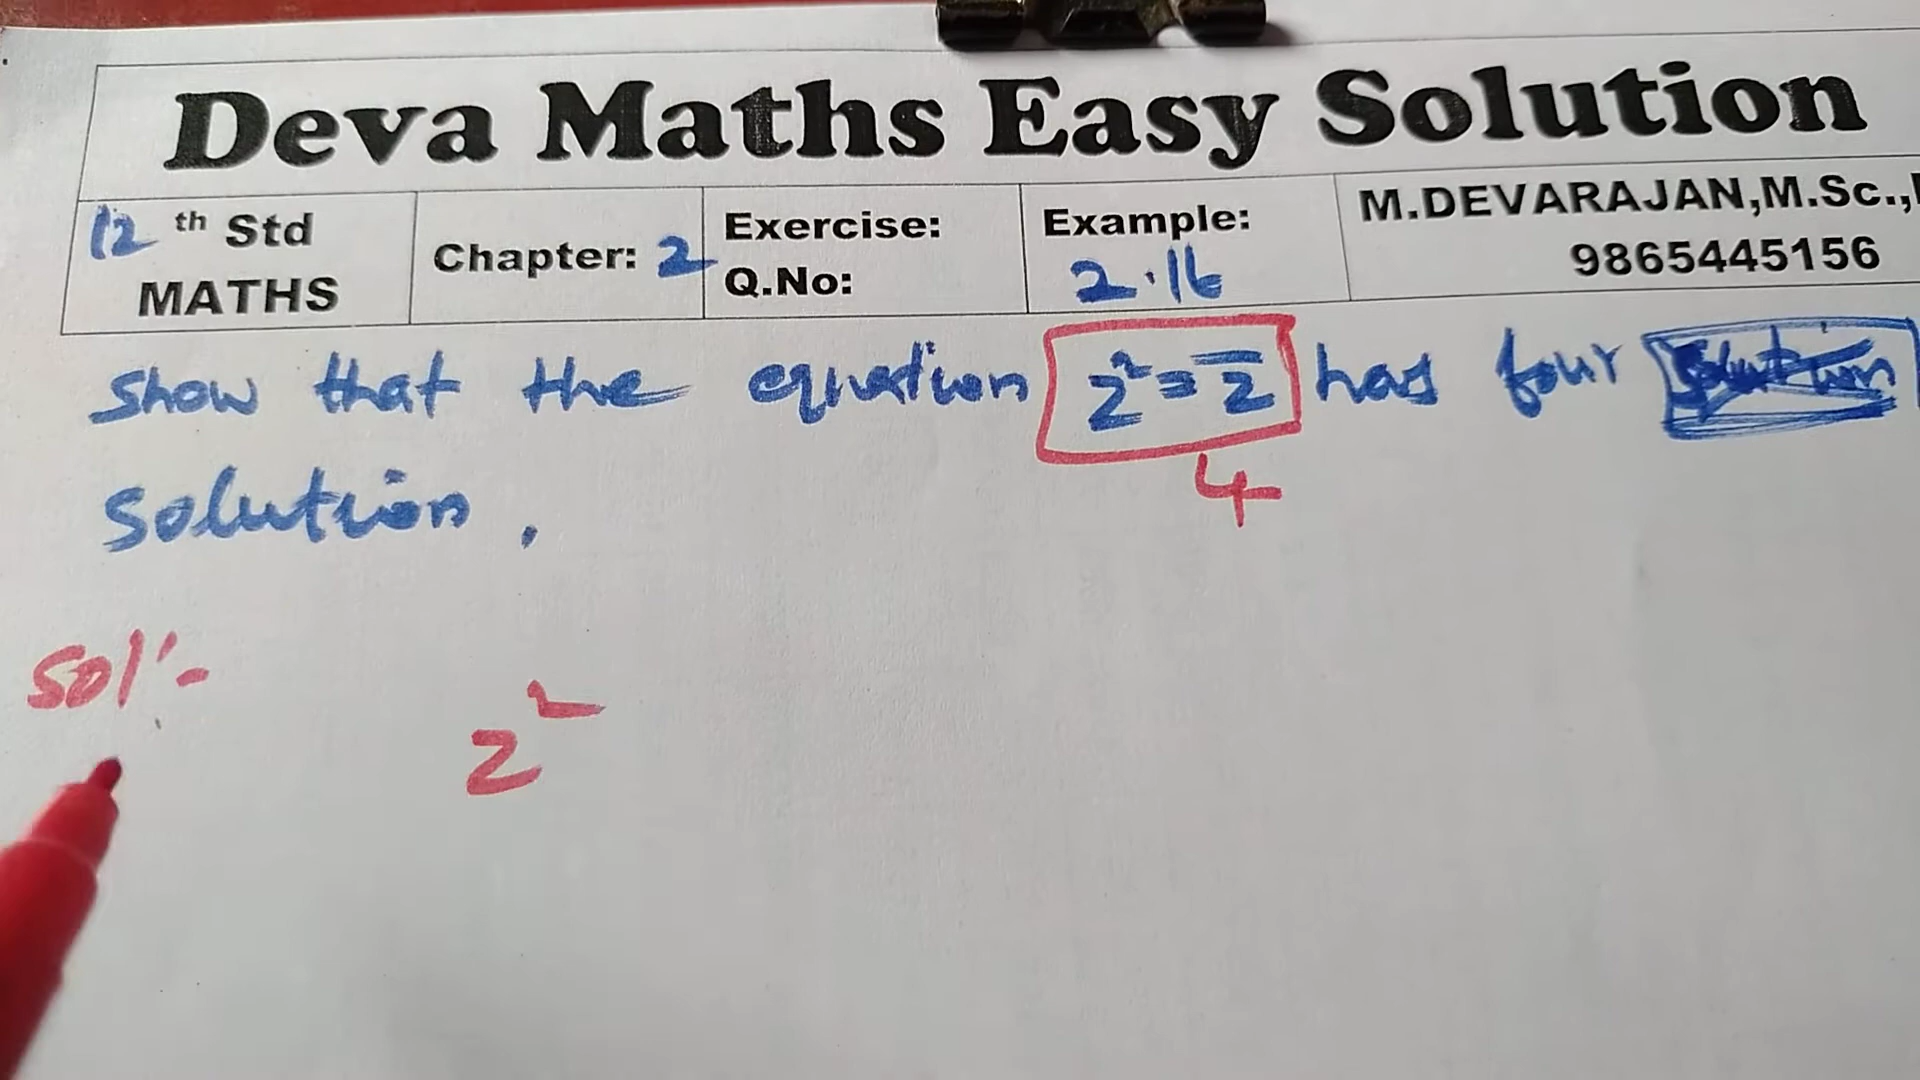 Deva Maths Easy Solution
12 th Std
MATHS
Chapter: 2
Exercise:
Q.No:
Example:
2.16
M.DEVARAJAN,M.Sc.,
9865445156
show that the equation z² = z̅ has four
4
solution.
Sol:-
z²